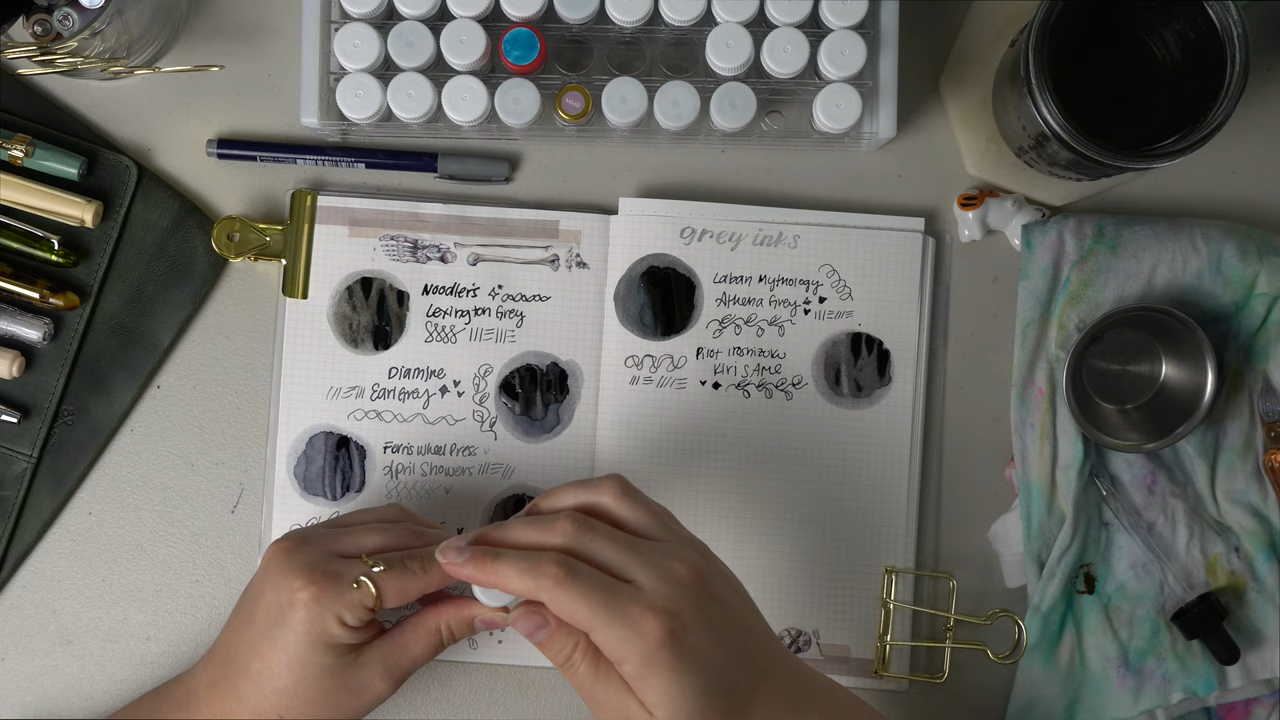 Noodler's
Lexington Grey
Diamine
Earl Grey
Ferris Wheel Press
April Showers
grey inks
Laban Mythology
Athena Grey
Pilot Iroshizuku
Kiri SAME